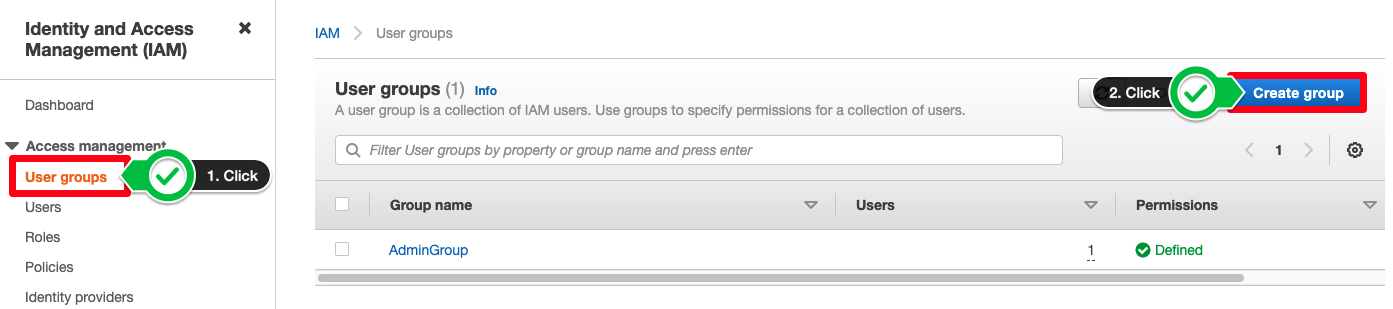 Identity and Access
Management (IAM)
Dashboard
Access management
User groups
1. Click
Users
Roles
Policies
Identity providers
IAM
User groups
User groups (1) Info
A user group is a collection of IAM users. Use groups to specify permissions for a collection of users.
2. Click
Create group
Filter User groups by property or group name and press enter
1
Group name
Users
Permissions
AdminGroup
1
Defined